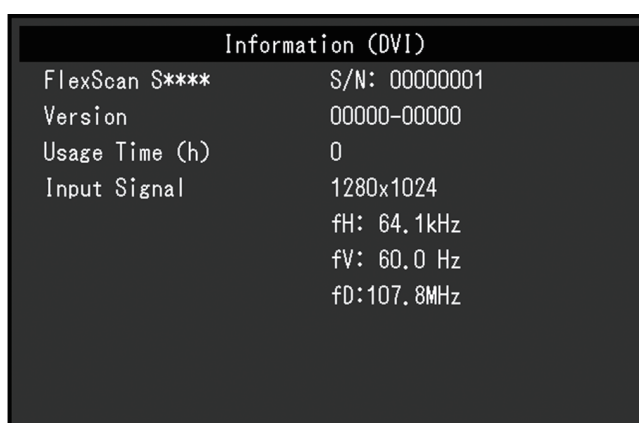 Information (DVI)
FlexScan S**** S/N: 00000001
Version 00000-00000
Usage Time (h) 0
Input Signal 1280x1024
fH: 64.1kHz
fV: 60.0 Hz
fD:107.8MHz